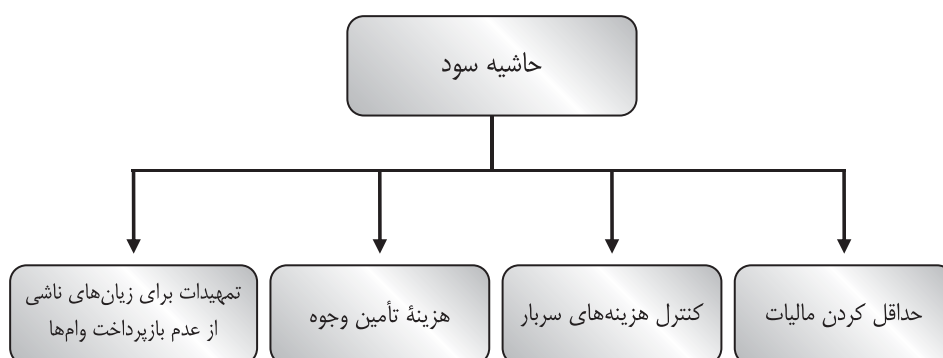 حاشیه سود
حداقل کردن مالیات
کنترل هزینه‌های سربار
هزینهٔ تأمین وجوه
تمهیدات برای زیان‌های ناشی
از عدم بازپرداخت وام‌ها